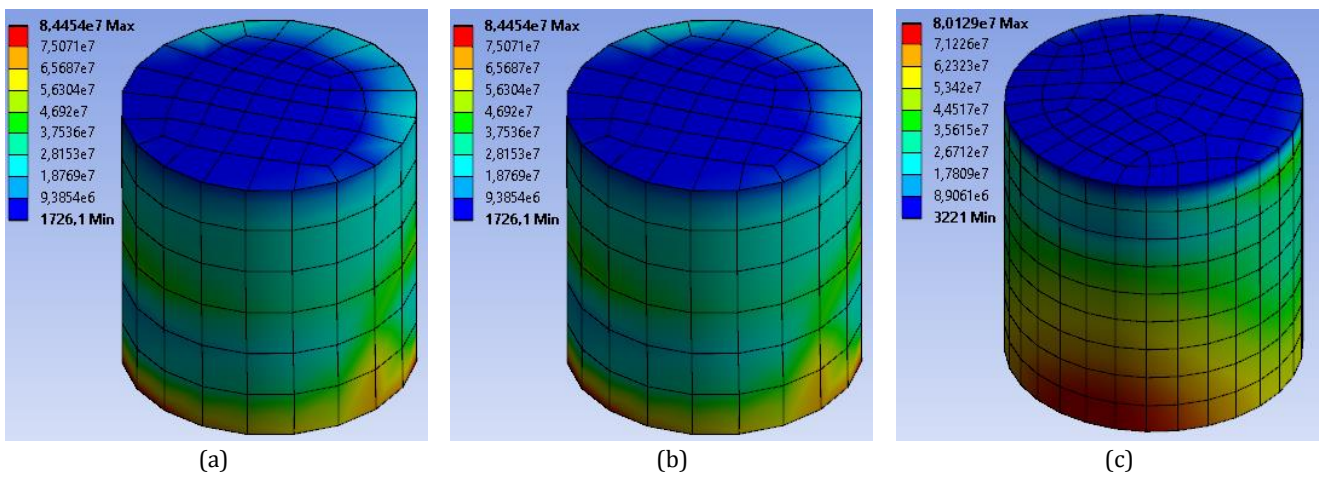 8,4454e7 Max
7,5071e7
6,5687e7
5,6304e7
4,692e7
3,7536e7
2,8153e7
1,8769e7
9,3854e6
1726,1 Min
(a)
8,4454e7 Max
7,5071e7
6,5687e7
5,6304e7
4,692e7
3,7536e7
2,8153e7
1,8769e7
9,3854e6
1726,1 Min
(b)
8,0129e7 Max
7,1226e7
6,2323e7
5,342e7
4,4517e7
3,5615e7
2,6712e7
1,7809e7
8,9061e6
3221 Min
(c)